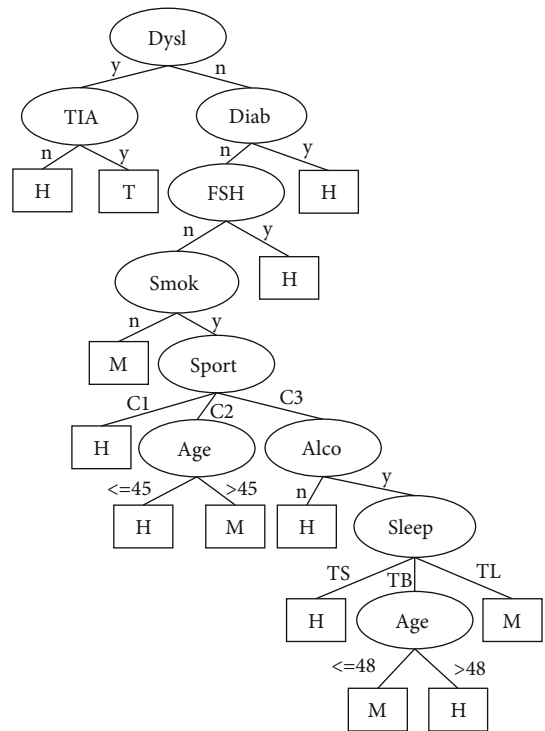 Dysl
y n
TIA Diab
n y n y
H T FSH H
n y
Smok H
n y
M Sport
C1 C2 C3
H Age Alco
<=45 >45 n y
H M H Sleep
TS TB TL
H Age M
<=48 >48
M H